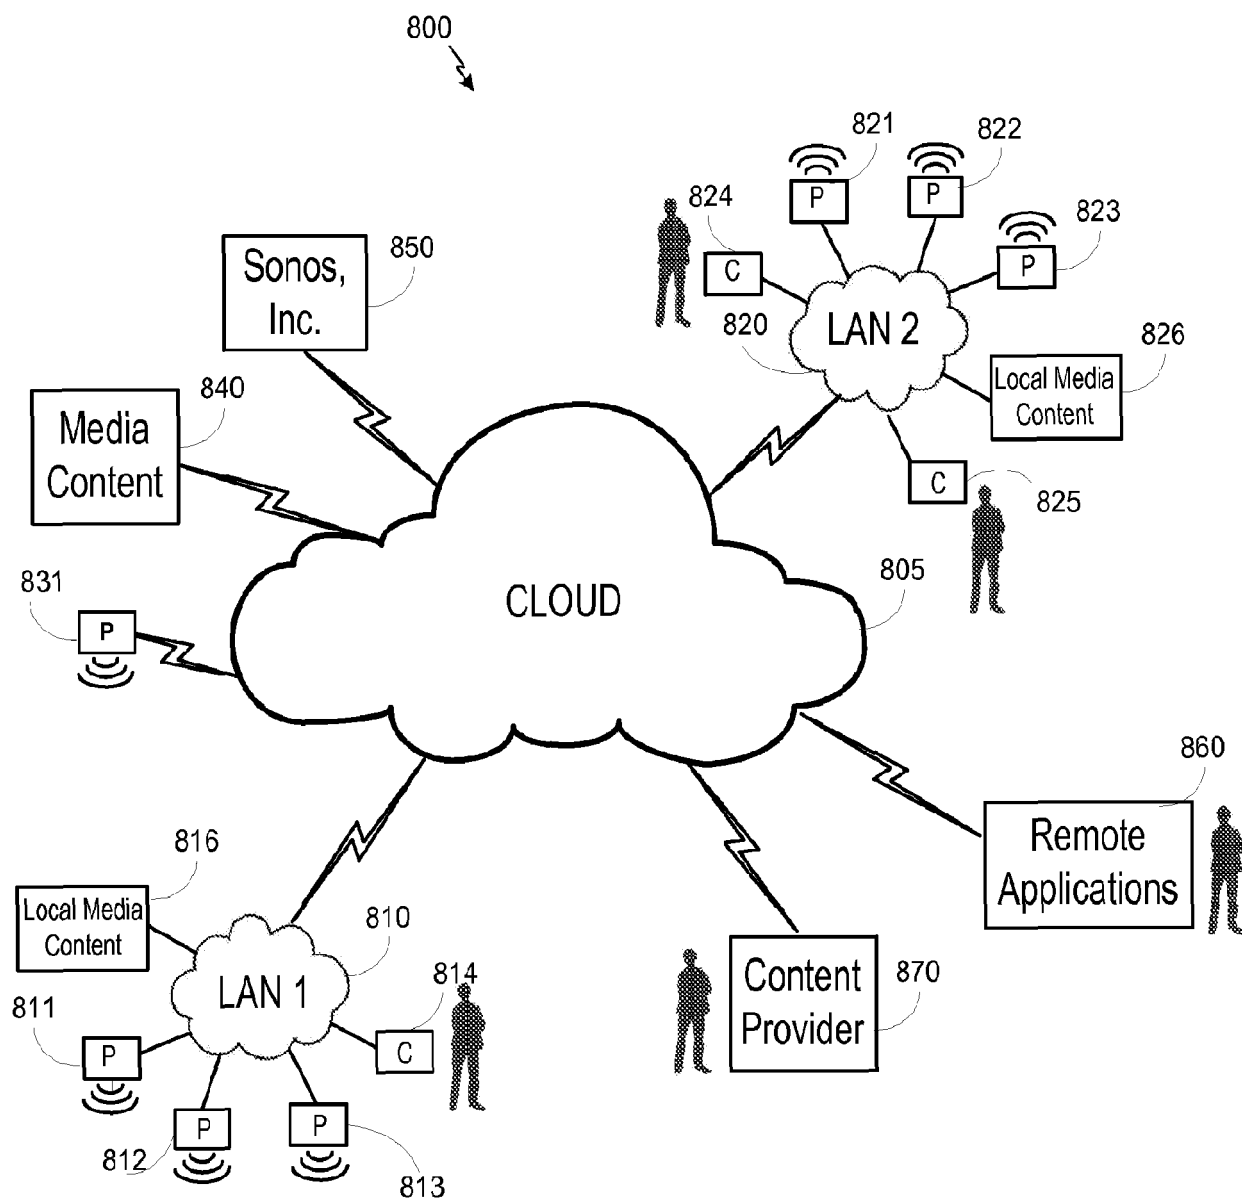 800
821
822
824
P
P
823
850
Sonos,
Inc.
C
P
820
LAN 2
826
840
Local Media
Content
Media
Content
C
825
831
CLOUD
805
P
860
816
Remote
Applications
Local Media
Content
810
LAN 1
814
Content
Provider
870
811
P
C
P
P
812
813